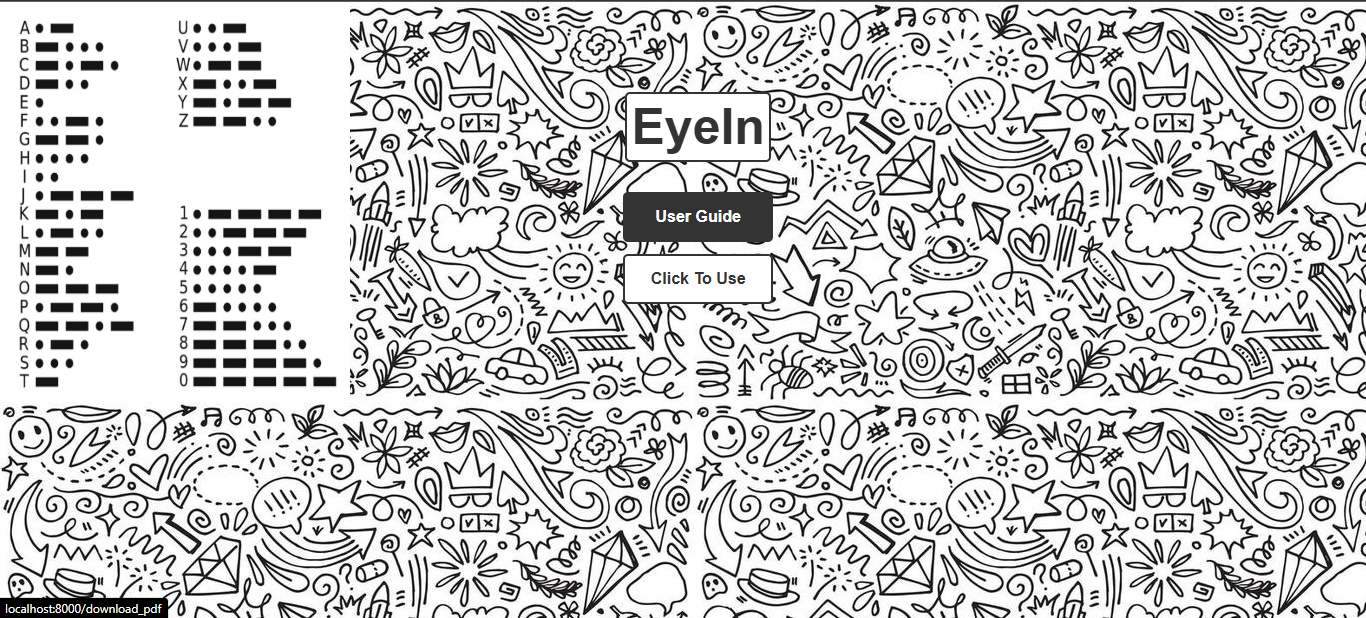 A • ▬
B ▬ • • •
C ▬ • ▬ •
D ▬ • •
E •
F • • ▬ •
G ▬ ▬ •
H • • • •
I • •
J • ▬ ▬ ▬
K ▬ • ▬
L • ▬ • •
M ▬ ▬
N ▬ •
O ▬ ▬ ▬
P • ▬ ▬ •
Q ▬ ▬ • ▬
R • ▬ •
S • • •
T ▬
U • • ▬
V • • • ▬
W • ▬ ▬
X ▬ • • ▬
Y ▬ • ▬ ▬
Z ▬ ▬ • •
1 • ▬ ▬ ▬ ▬
2 • • ▬ ▬ ▬
3 • • • ▬ ▬
4 • • • • ▬
5 • • • • •
6 ▬ • • • •
7 ▬ ▬ • • •
8 ▬ ▬ ▬ • •
9 ▬ ▬ ▬ ▬ •
0 ▬ ▬ ▬ ▬ ▬
EyeIn
User Guide
Click To Use
localhost:8000/download_pdf